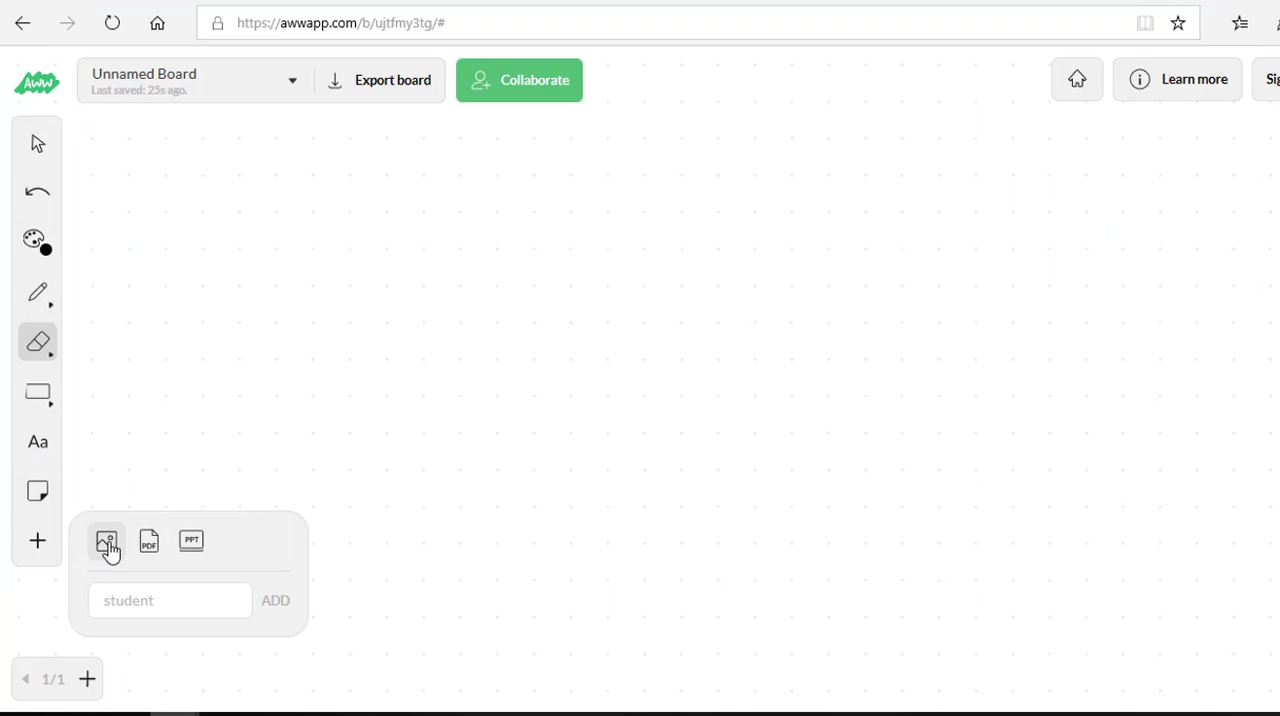 https://awwapp.com/b/ujtfmy3tg/#
AWW
Unnamed Board
Last saved: 25s ago.
Export board
Collaborate
Learn more
Aa
PDF
PPT
student
ADD
1/1